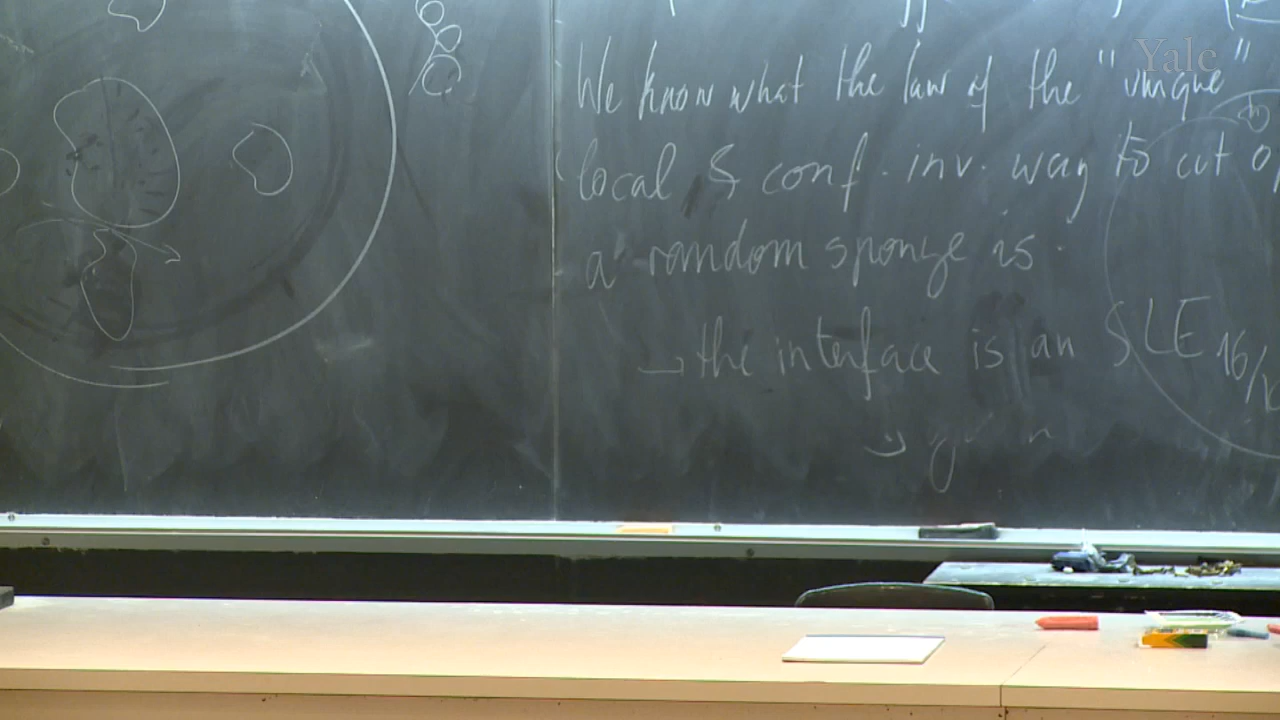 Yale
We know what the law of the "unique"
local & conf. inv. way to cut
a random sponge is.
→ the interface is an SLE 16/κ